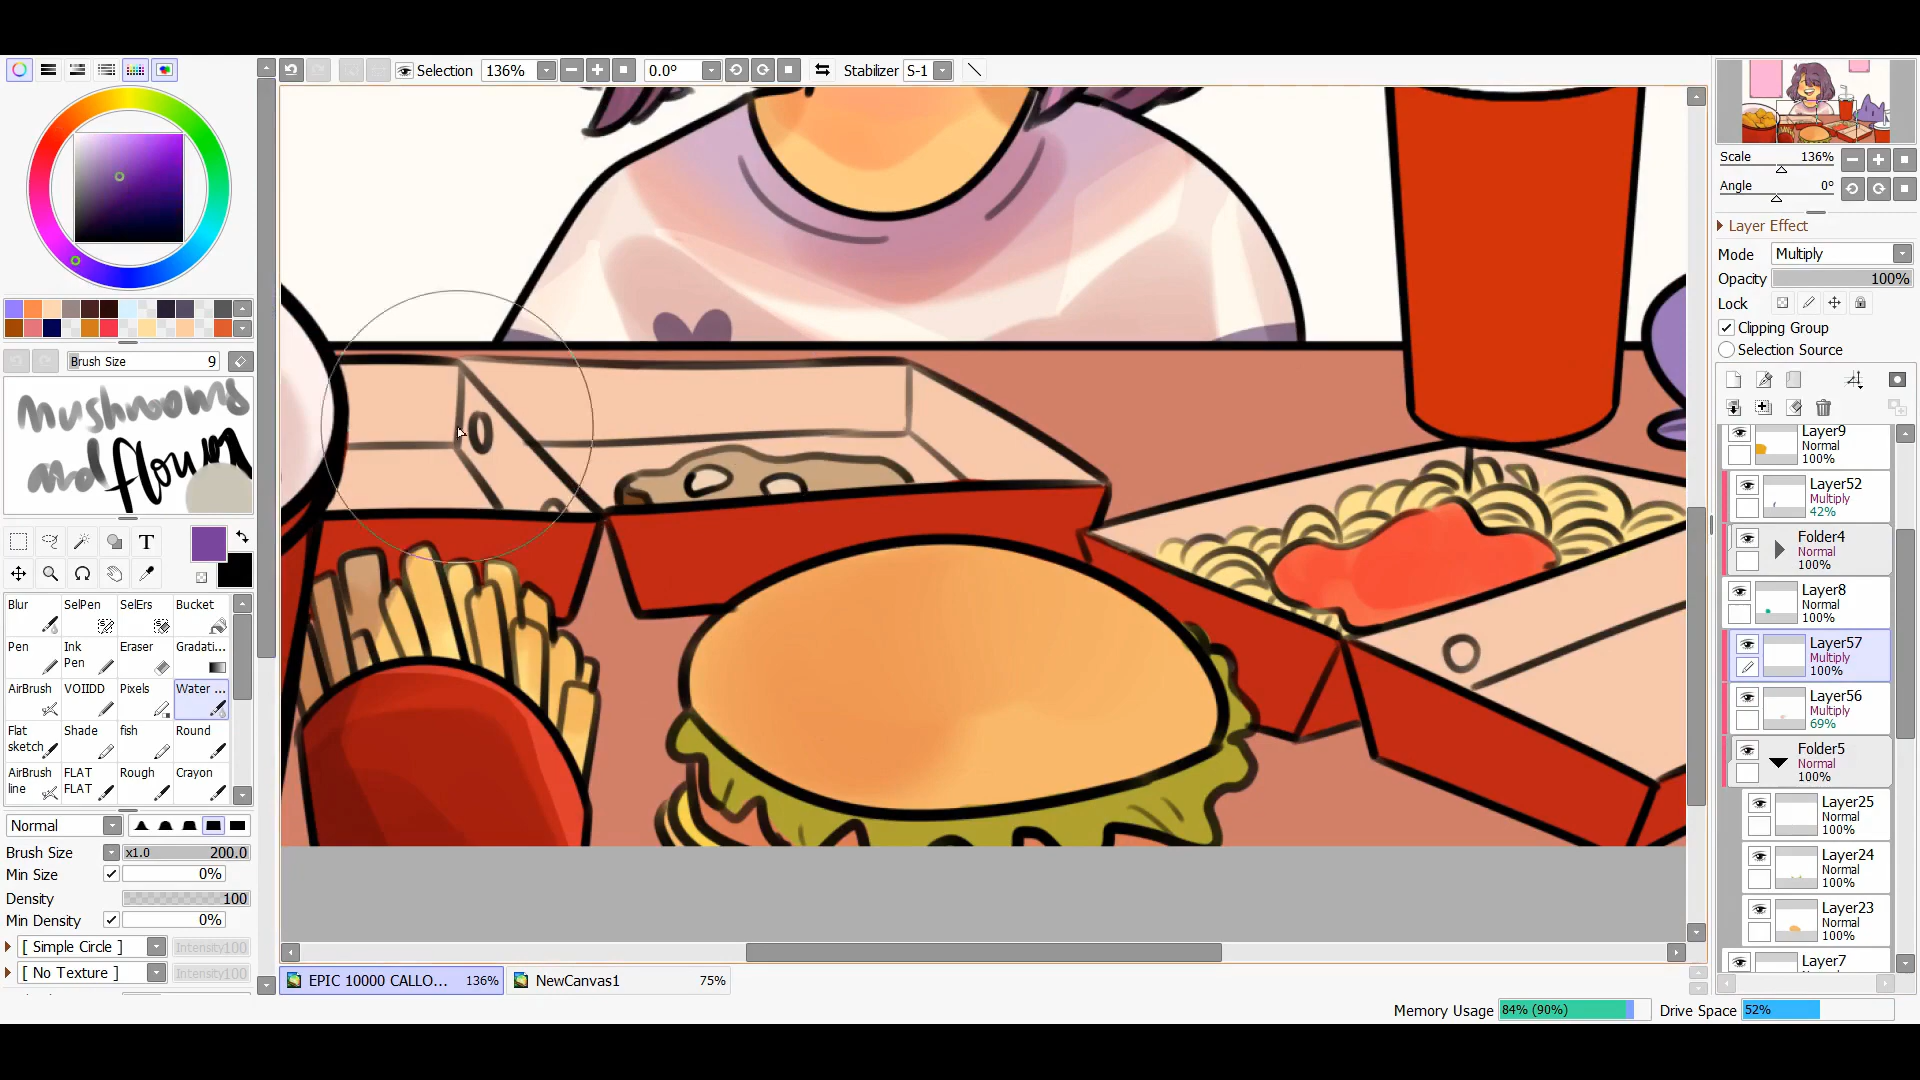 Selection 136% 0.0° Stabilizer S-1
Scale 136%
Angle 0°
Layer Effect
Mode Multiply
Opacity 100%
Lock
Clipping Group
Selection Source
Brush Size 9
Mushrooms
and flowers
T
Blur SelPen SelErs Bucket
Pen Ink Pen Eraser Gradati...
AirBrush VOIIDD Pixels Water ...
Flat sketch Shade fish Round
AirBrush line FLAT FLAT Rough Crayon
Normal
Brush Size x1.0 200.0
Min Size 0%
Density 100
Min Density 0%
[ Simple Circle ] Intensity100
[ No Texture ] Intensity100
Layer9
Normal
100%
Layer52
Multiply
42%
Folder4
Normal
100%
Layer8
Normal
100%
Layer57
Multiply
100%
Layer56
Multiply
69%
Folder5
Normal
100%
Layer25
Normal
100%
Layer24
Normal
100%
Layer23
Normal
100%
Layer7
EPIC 10000 CALLO... 136% NewCanvas1 75%
Memory Usage 84% (90%) Drive Space 52%